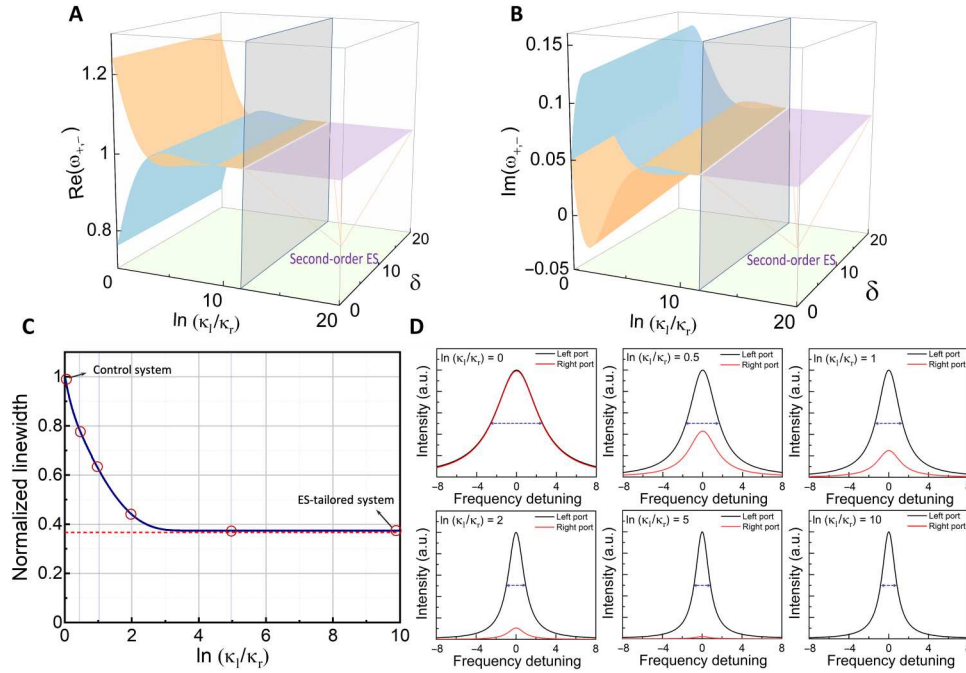 A
1.2
1
0.8
Re(ω+,-)
0
10
20
ln (κl/κr)
0
10
20
δ
Second-order ES
B
0.15
0.1
0.05
0
-0.05
Im(ω+,-)
0
10
20
ln (κl/κr)
0
10
20
δ
Second-order ES
C
Normalized linewidth
1
0.8
0.6
0.4
0.2
0
0
2
4
6
8
10
ln (κl/κr)
Control system
ES-tailored system
D
ln (κl/κr) = 0
Left port
Right port
Intensity (a.u.)
−8 −4 0 4 8
Frequency detuning
ln (κl/κr) = 0.5
Left port
Right port
Intensity (a.u.)
−8 −4 0 4 8
Frequency detuning
ln (κl/κr) = 1
Left port
Right port
Intensity (a.u.)
−8 −4 0 4 8
Frequency detuning
ln (κl/κr) = 2
Left port
Right port
Intensity (a.u.)
−8 −4 0 4 8
Frequency detuning
ln (κl/κr) = 5
Left port
Right port
Intensity (a.u.)
−8 −4 0 4 8
Frequency detuning
ln (κl/κr) = 10
Left port
Right port
Intensity (a.u.)
−8 −4 0 4 8
Frequency detuning